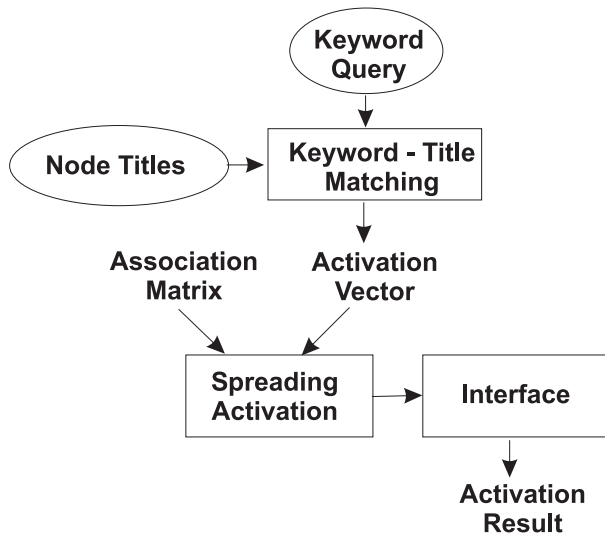 Keyword
Query
Node Titles
Keyword - Title
Matching
Association
Matrix
Activation
Vector
Spreading
Activation
Interface
Activation
Result